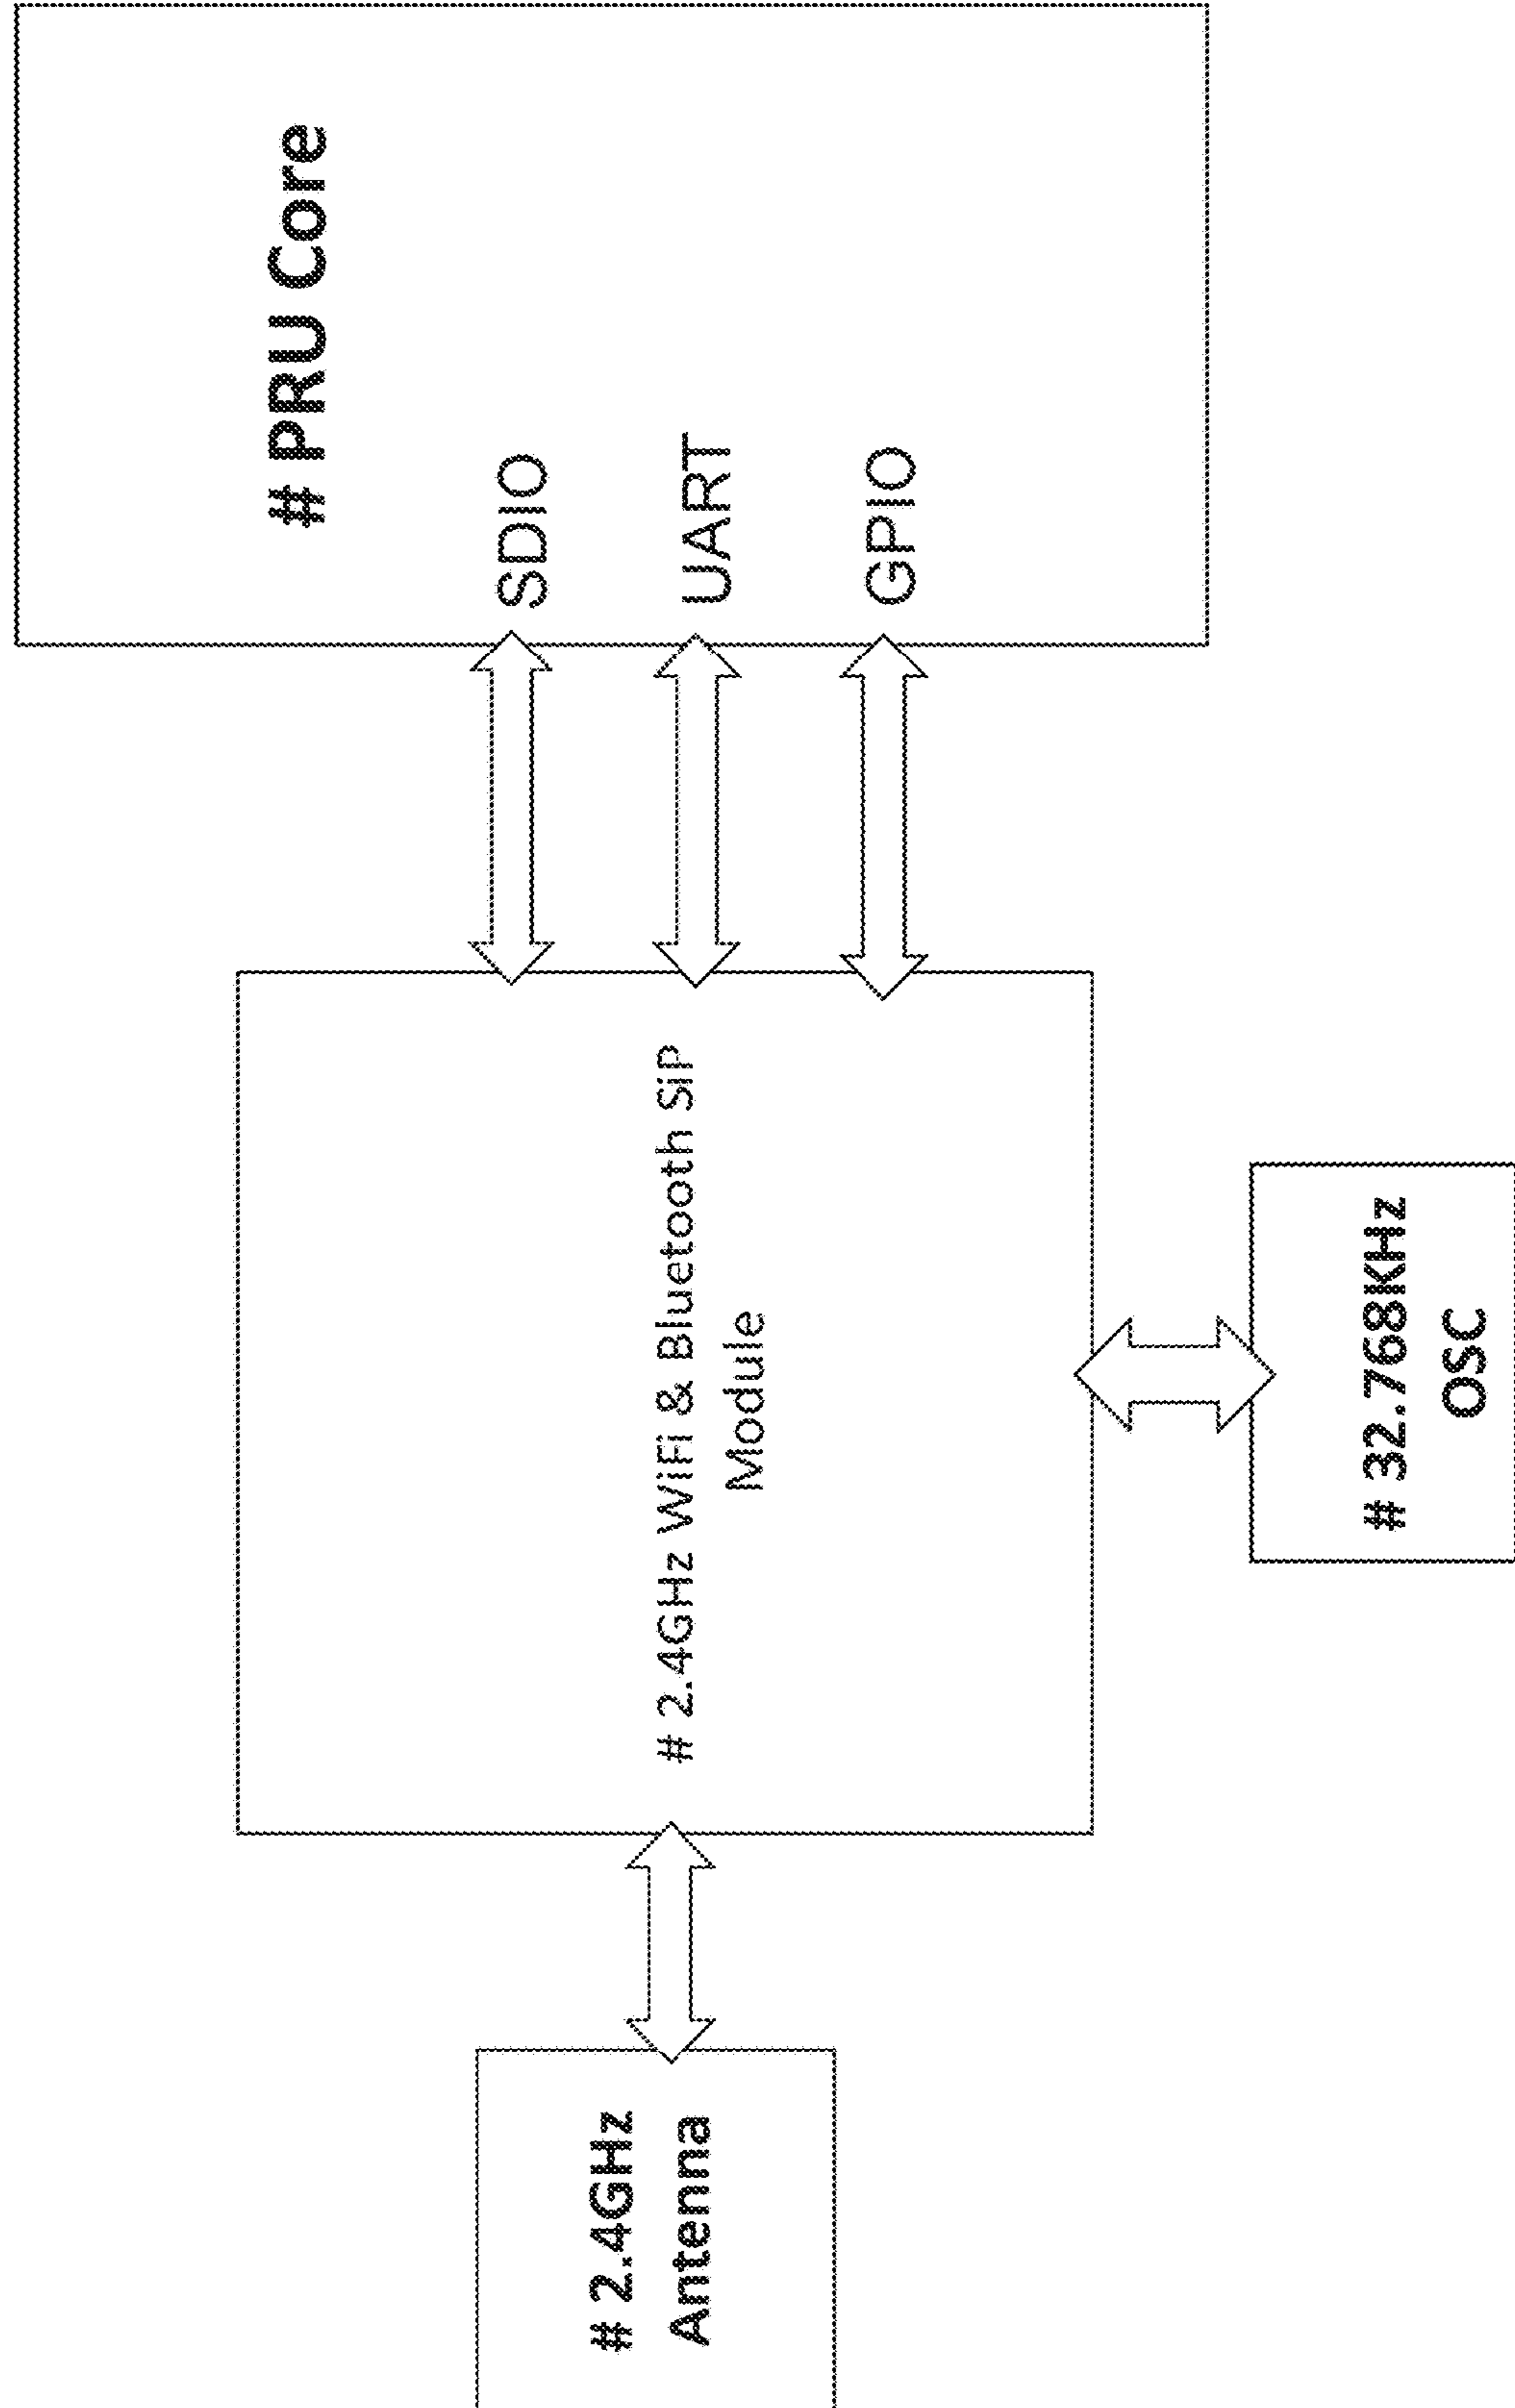 # PRU Core
SDIO
UART
GPIO
# 2.4GHz WiFi & Bluetooth SiP
Module
# 2.4GHz
Antenna
# 32.768KHz
OSC